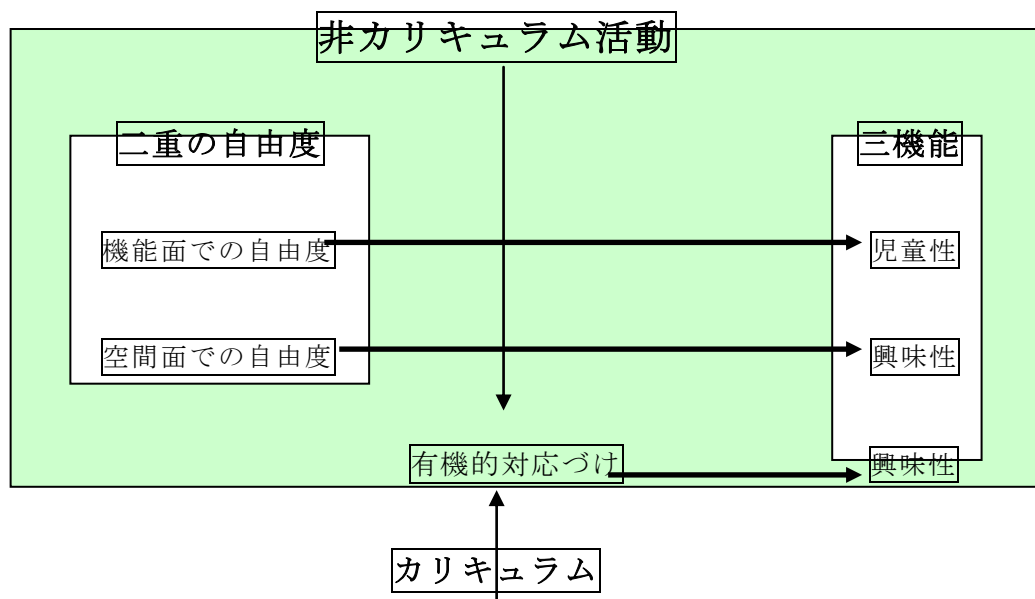 非カリキュラム活動
二重の自由度
三機能
機能面での自由度
児童性
空間面での自由度
興味性
有機的対応づけ
興味性
カリキュラム